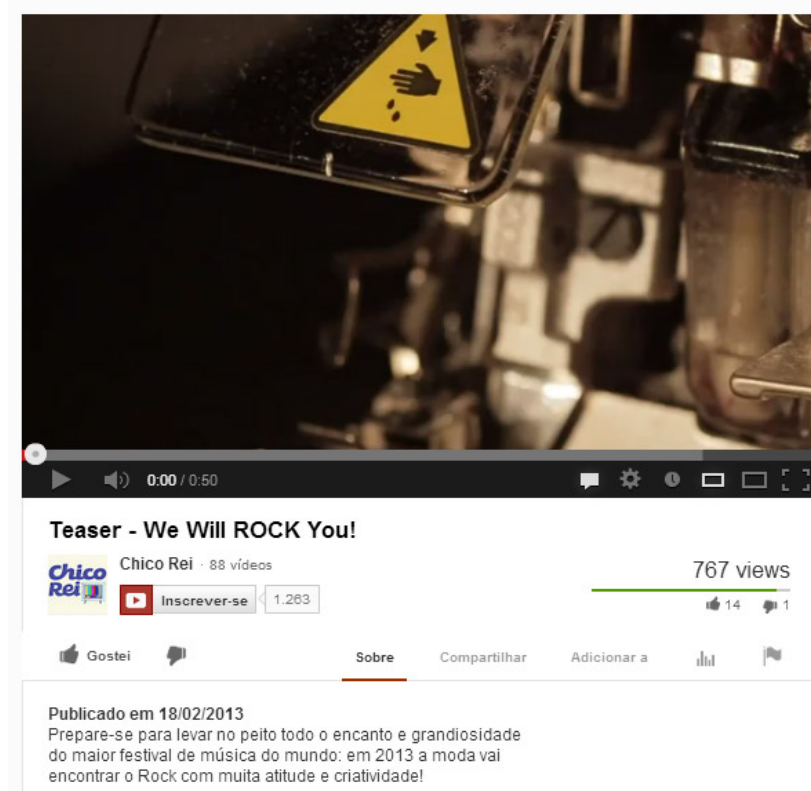 0:00 / 0:50
Teaser - We Will ROCK You!
Chico Rei
Chico Rei · 88 vídeos
Inscrever-se 1.263
767 views
14 1
Gostei Sobre Compartilhar Adicionar a
Publicado em 18/02/2013
Prepare-se para levar no peito todo o encanto e grandiosidade
do maior festival de música do mundo: em 2013 a moda vai
encontrar o Rock com muita atitude e criatividade!